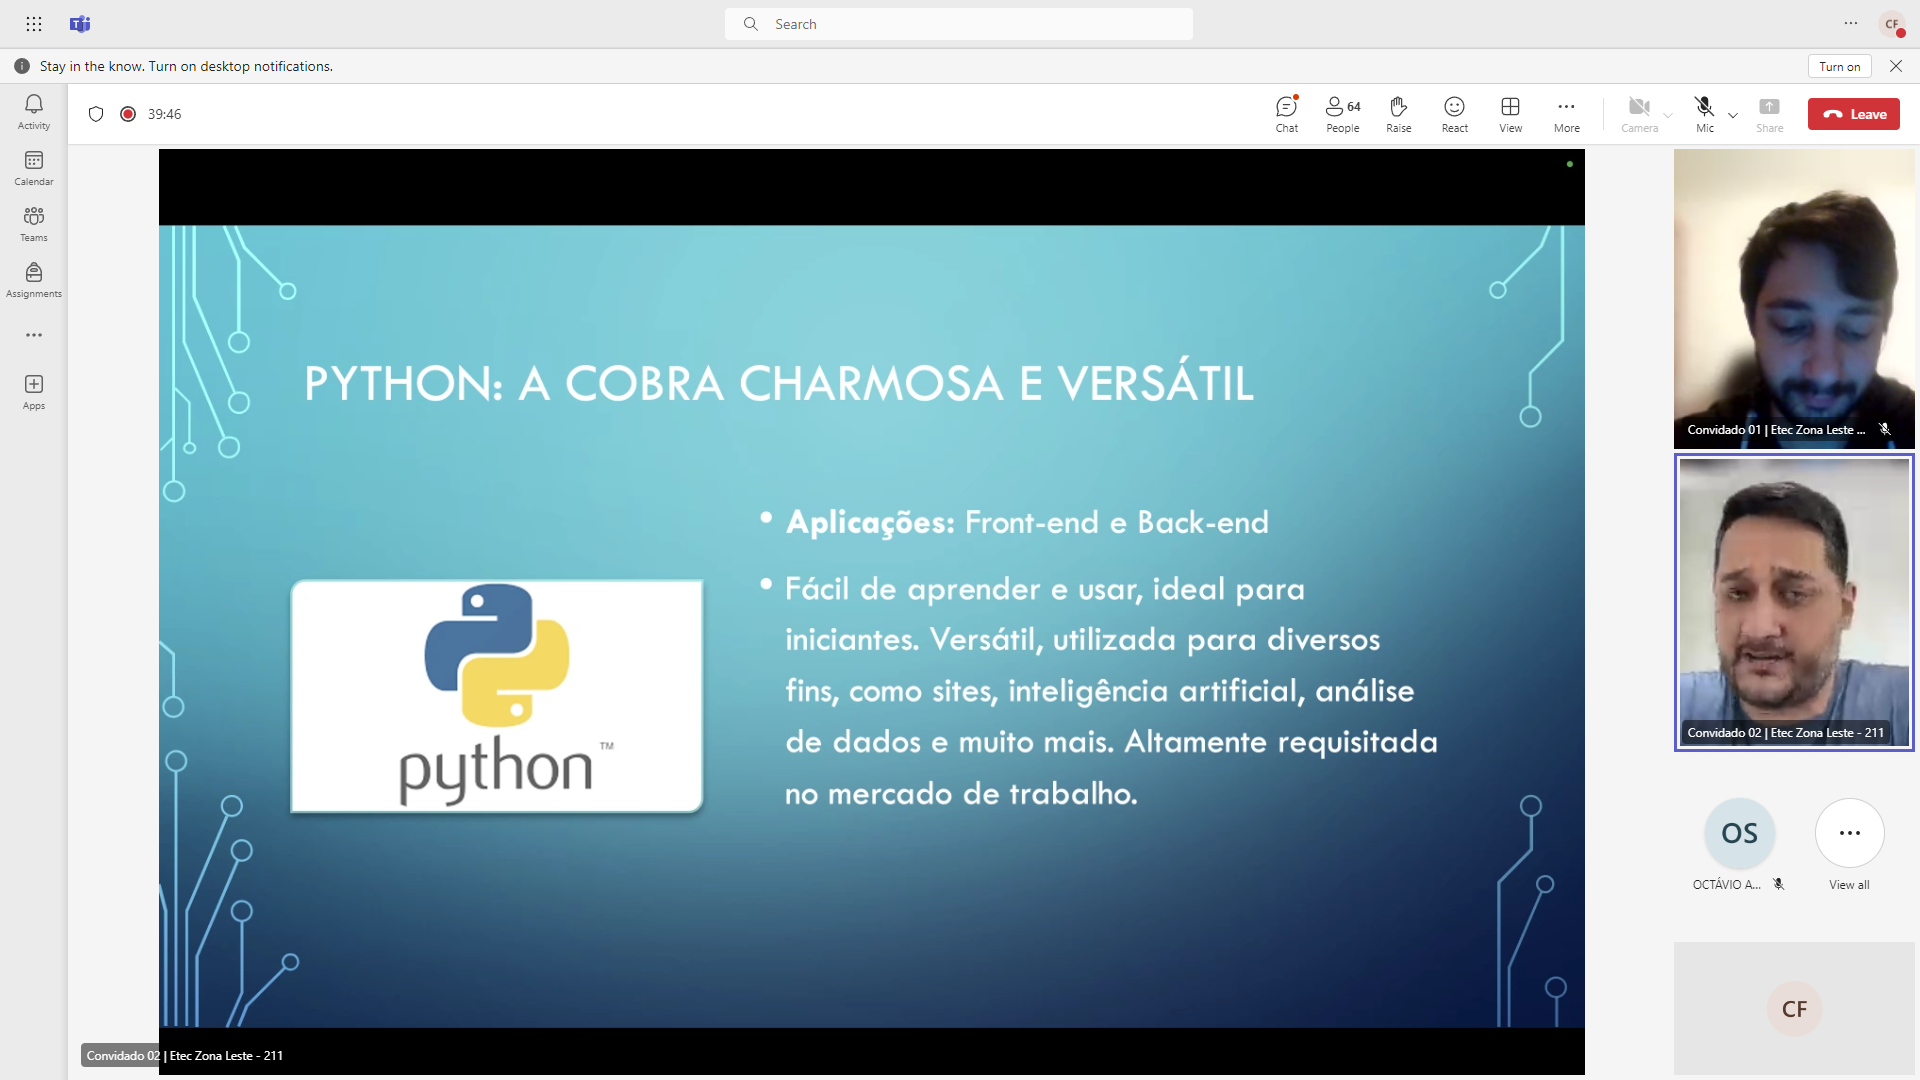 Search
CF
Stay in the know. Turn on desktop notifications.
Turn on
Activity
Calendar
Teams
Assignments
Apps
39:46
Chat
64
People
Raise
React
View
More
Camera
Mic
Share
Leave
PYTHON: A COBRA CHARMOSA E VERSÁTIL
• Aplicações: Front-end e Back-end
• Fácil de aprender e usar, ideal para
iniciantes. Versátil, utilizada para diversos
fins, como sites, inteligência artificial, análise
de dados e muito mais. Altamente requisitada
no mercado de trabalho.
python™
Convidado 02 | Etec Zona Leste - 211
Convidado 01 | Etec Zona Leste ...
Convidado 02 | Etec Zona Leste - 211
OS
OCTÁVIO A...
View all
CF